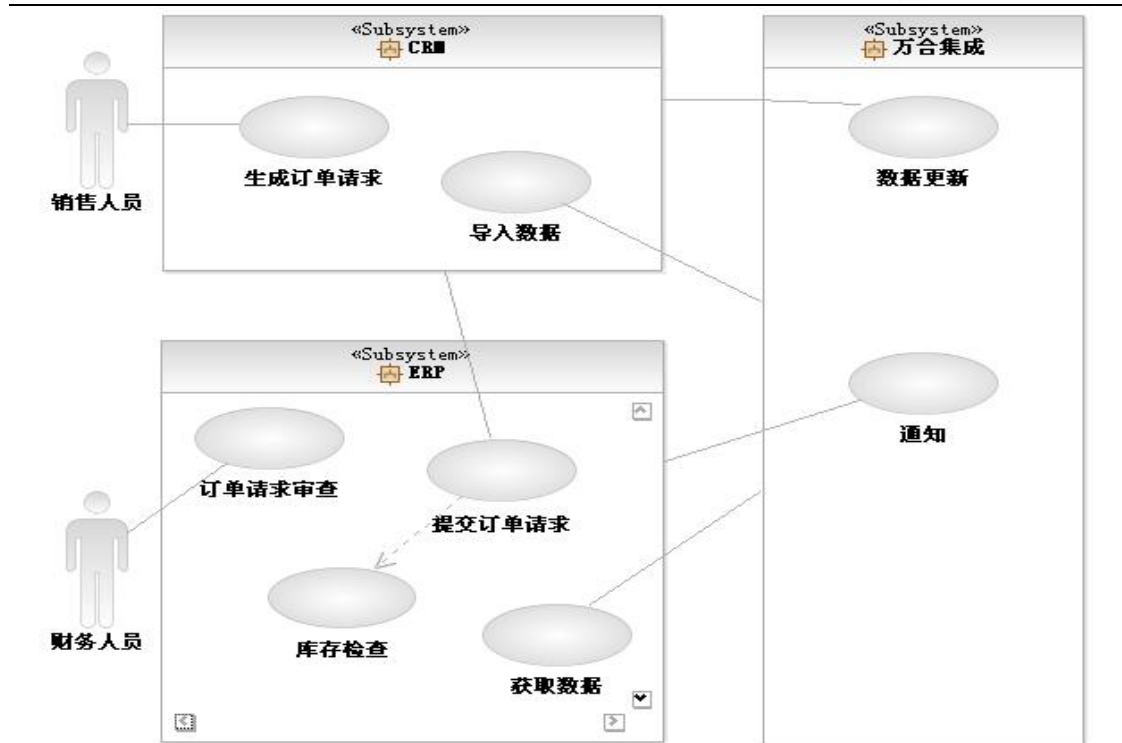 «Subsystem»
CRM
«Subsystem»
万合集成
生成订单请求
数据更新
销售人员
导入数据
«Subsystem»
ERP
通知
订单请求审查
提交订单请求
财务人员
库存检查
获取数据